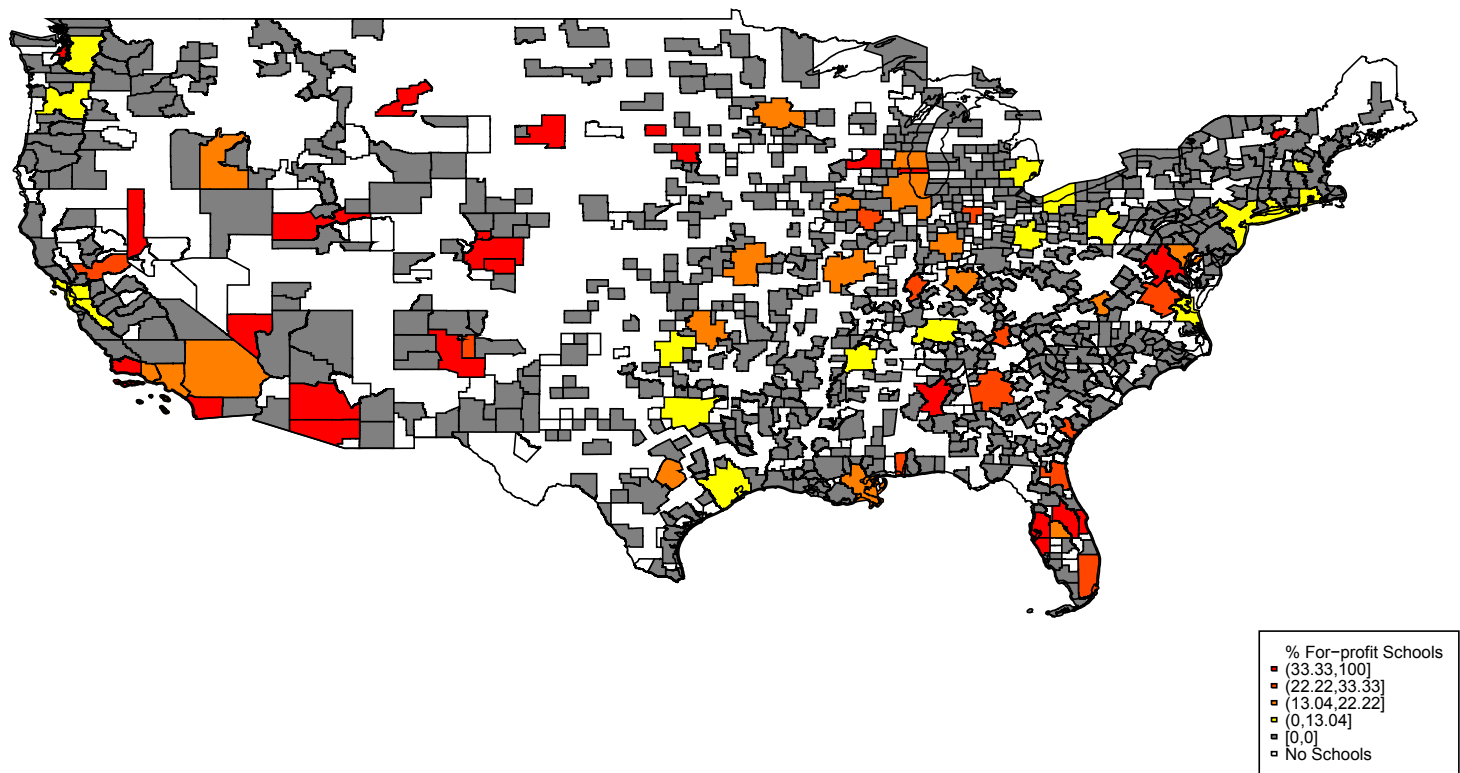 % For−profit Schools
(33.33,100]
(22.22,33.33]
(13.04,22.22]
(0,13.04]
[0,0]
No Schools